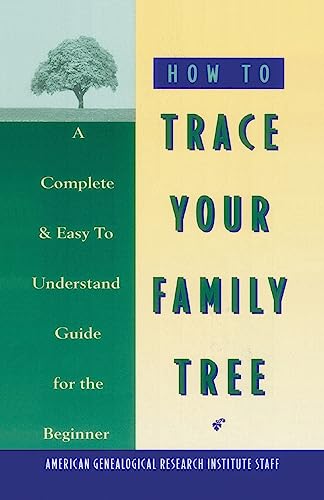 HOW TO
TRACE
YOUR
FAMILY
TREE
A
Complete
& Easy To
Understand
Guide
for the
Beginner
AMERICAN GENEALOGICAL RESEARCH INSTITUTE STAFF